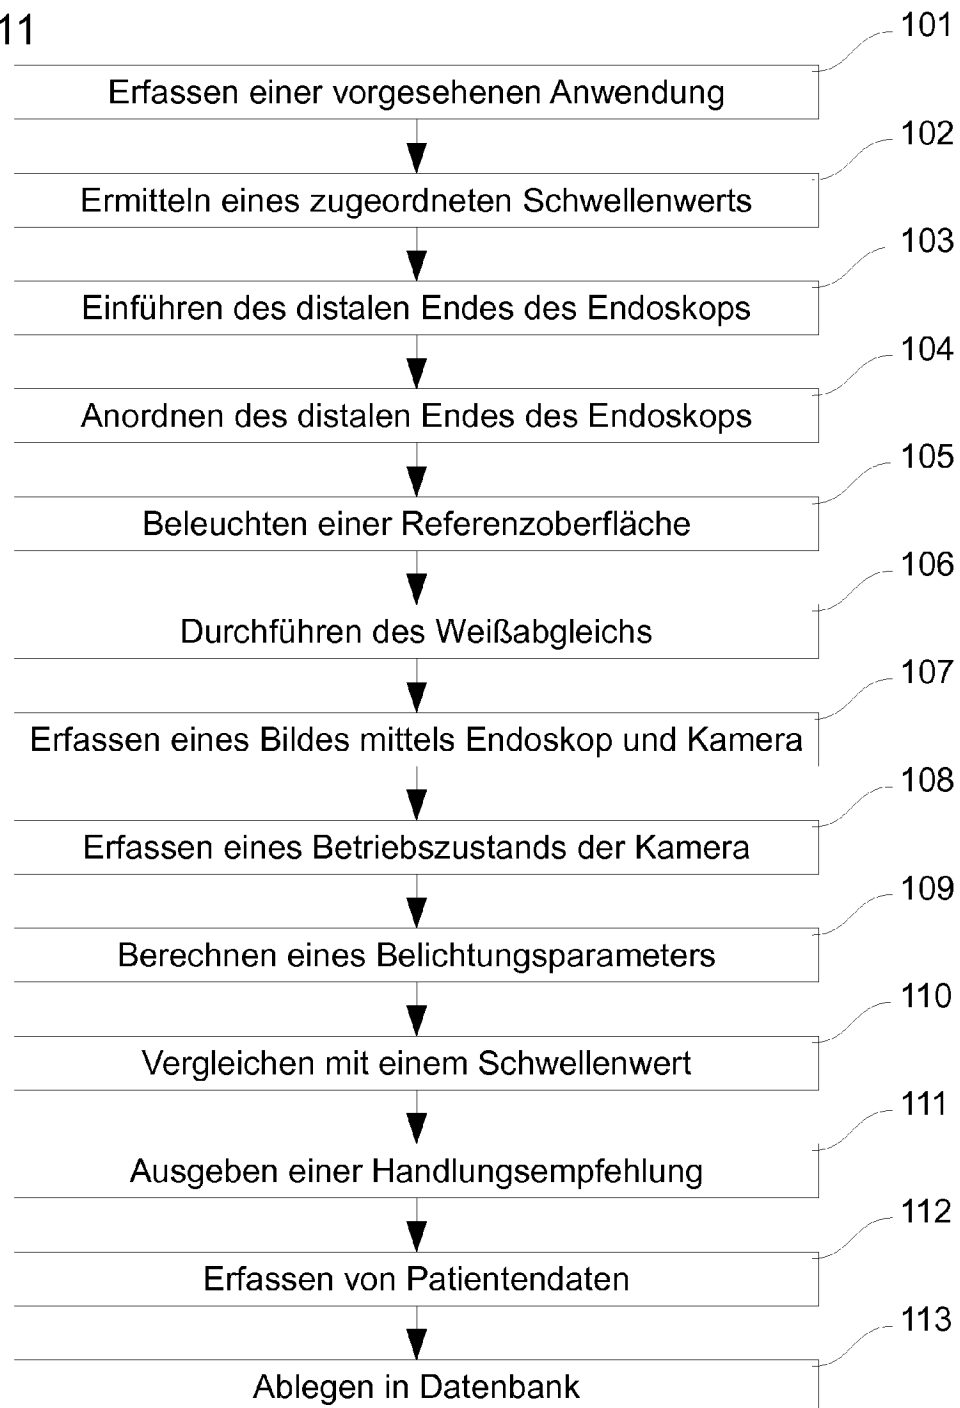 11
101
Erfassen einer vorgesehenen Anwendung
102
Ermitteln eines zugeordneten Schwellenwerts
103
Einführen des distalen Endes des Endoskops
104
Anordnen des distalen Endes des Endoskops
105
Beleuchten einer Referenzoberfläche
106
Durchführen des Weißabgleichs
107
Erfassen eines Bildes mittels Endoskop und Kamera
108
Erfassen eines Betriebszustands der Kamera
109
Berechnen eines Belichtungsparameters
110
Vergleichen mit einem Schwellenwert
111
Ausgeben einer Handlungsempfehlung
112
Erfassen von Patientendaten
113
Ablegen in Datenbank